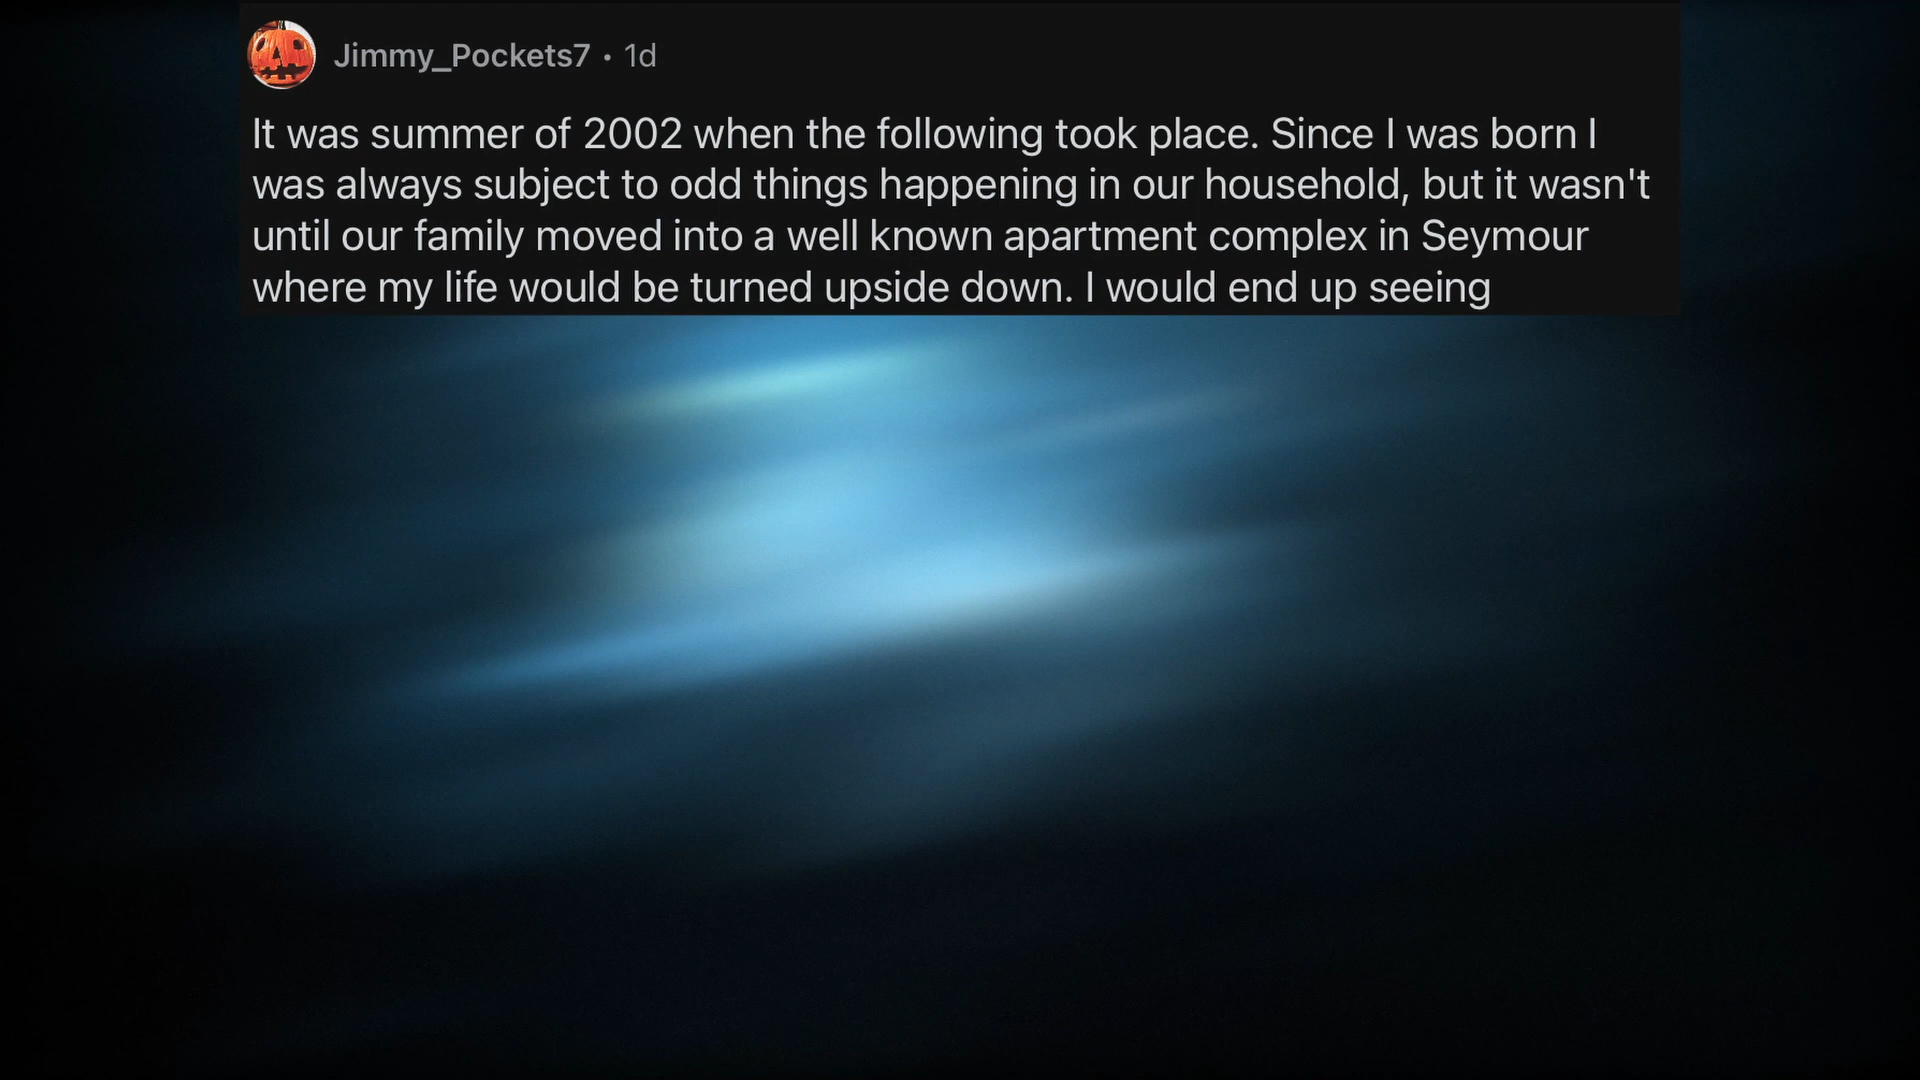 Jimmy_Pockets7 · 1d
It was summer of 2002 when the following took place. Since I was born I
was always subject to odd things happening in our household, but it wasn't
until our family moved into a well known apartment complex in Seymour
where my life would be turned upside down. I would end up seeing